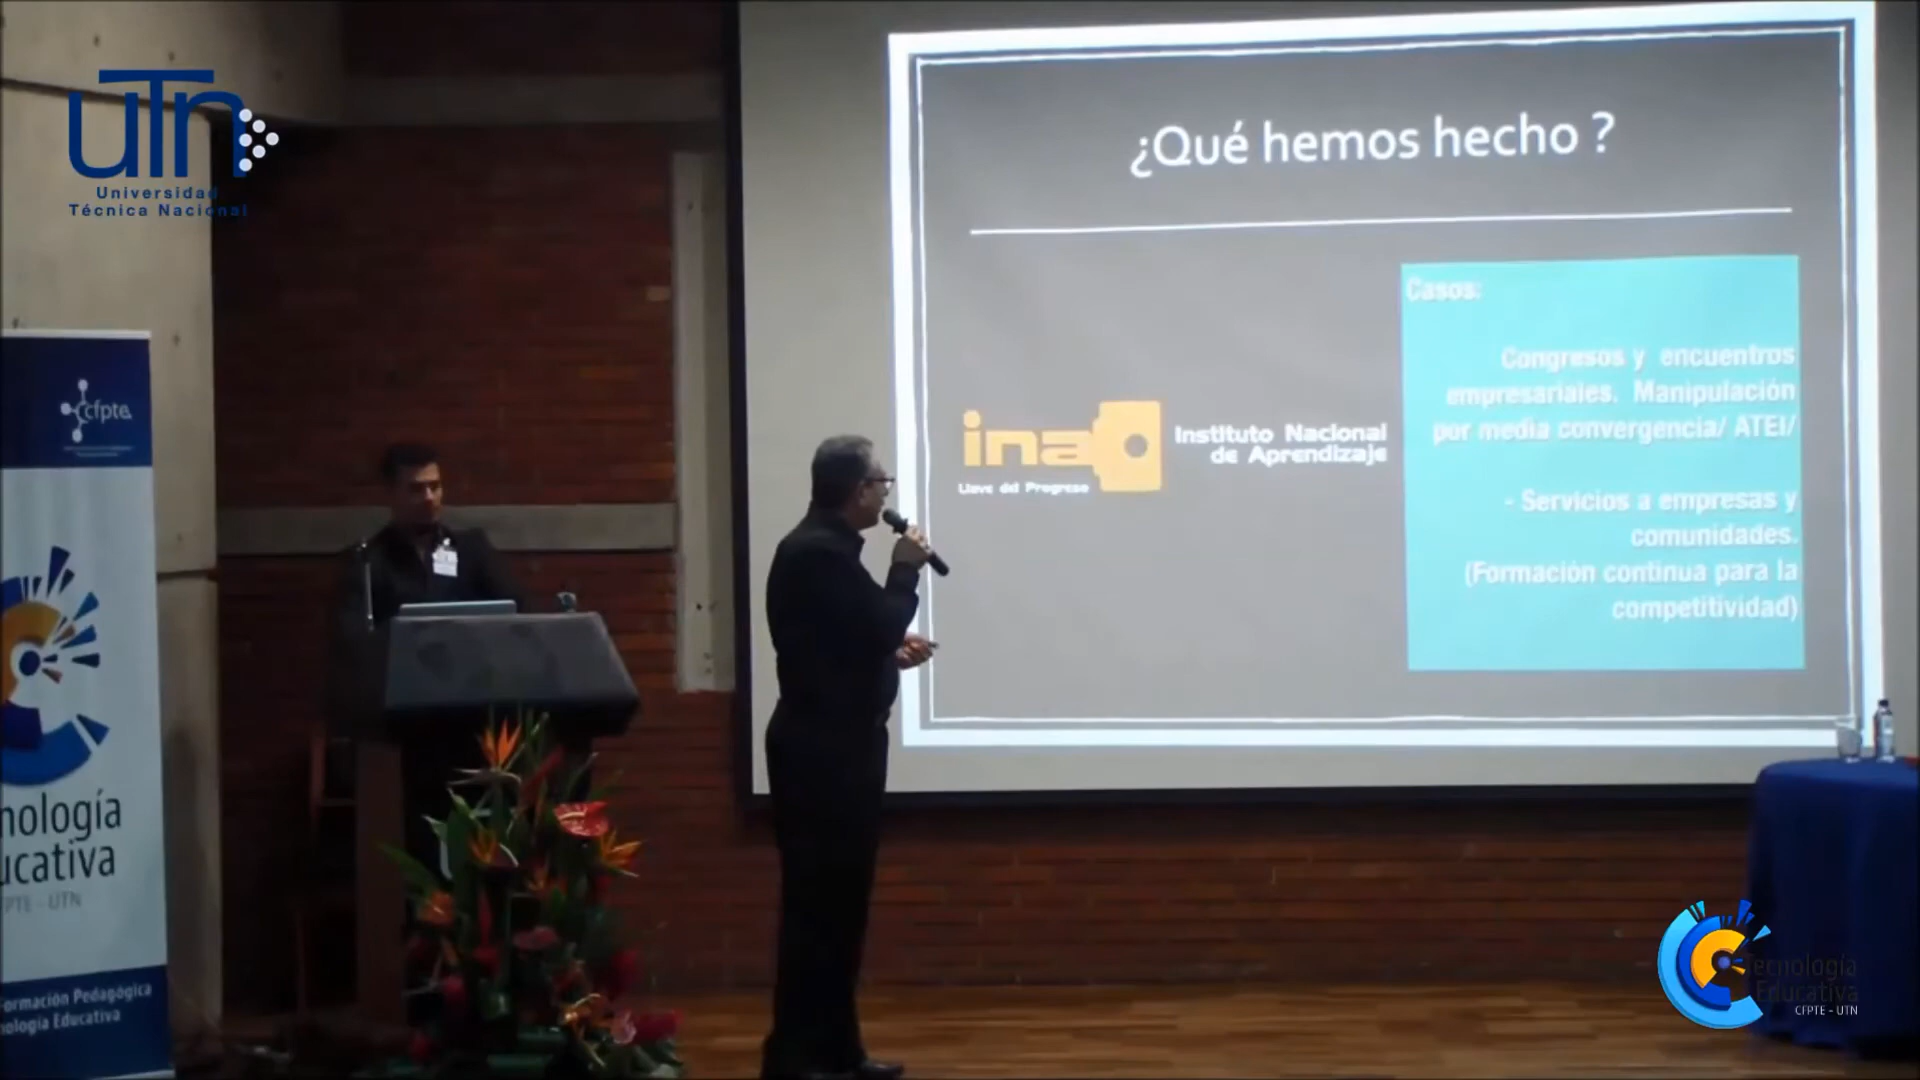 uTn
Universidad
Técnica Nacional
¿Qué hemos hecho ?
ina
Llave del Progreso
Instituto Nacional
de Aprendizaje
Casos:
Congresos y encuentros
empresariales. Manipulación
por media convergencia/ ATEI/
- Servicios a empresas y
comunidades.
(Formación continua para la
competitividad)
cfpte
nología
ucativa
FPTE - UTN
Formación Pedagógica
nología Educativa
Tecnología
Educativa
CFPTE - UTN